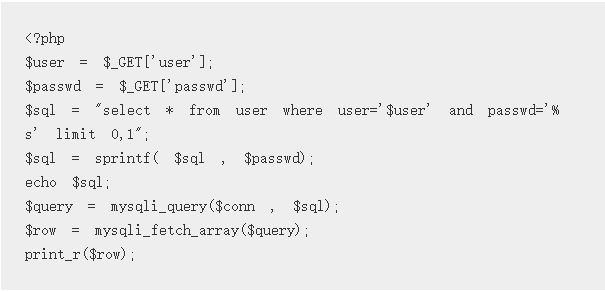 <?php
$user = $_GET['user'];
$passwd = $_GET['passwd'];
$sql = "select * from user where user='$user' and passwd='%
s' limit 0,1";
$sql = sprintf( $sql , $passwd);
echo $sql;
$query = mysqli_query($conn , $sql);
$row = mysqli_fetch_array($query);
print_r($row);